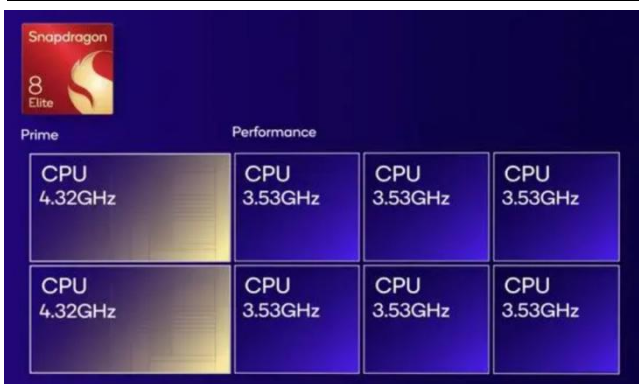 Snapdragon
8
Elite
Prime
Performance
CPU
4.32GHz
CPU
3.53GHz
CPU
3.53GHz
CPU
3.53GHz
CPU
4.32GHz
CPU
3.53GHz
CPU
3.53GHz
CPU
3.53GHz